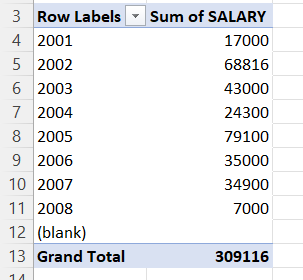 3 Row Labels Sum of SALARY
4 2001 17000
5 2002 68816
6 2003 43000
7 2004 24300
8 2005 79100
9 2006 35000
10 2007 34900
11 2008 7000
12 (blank)
13 Grand Total 309116